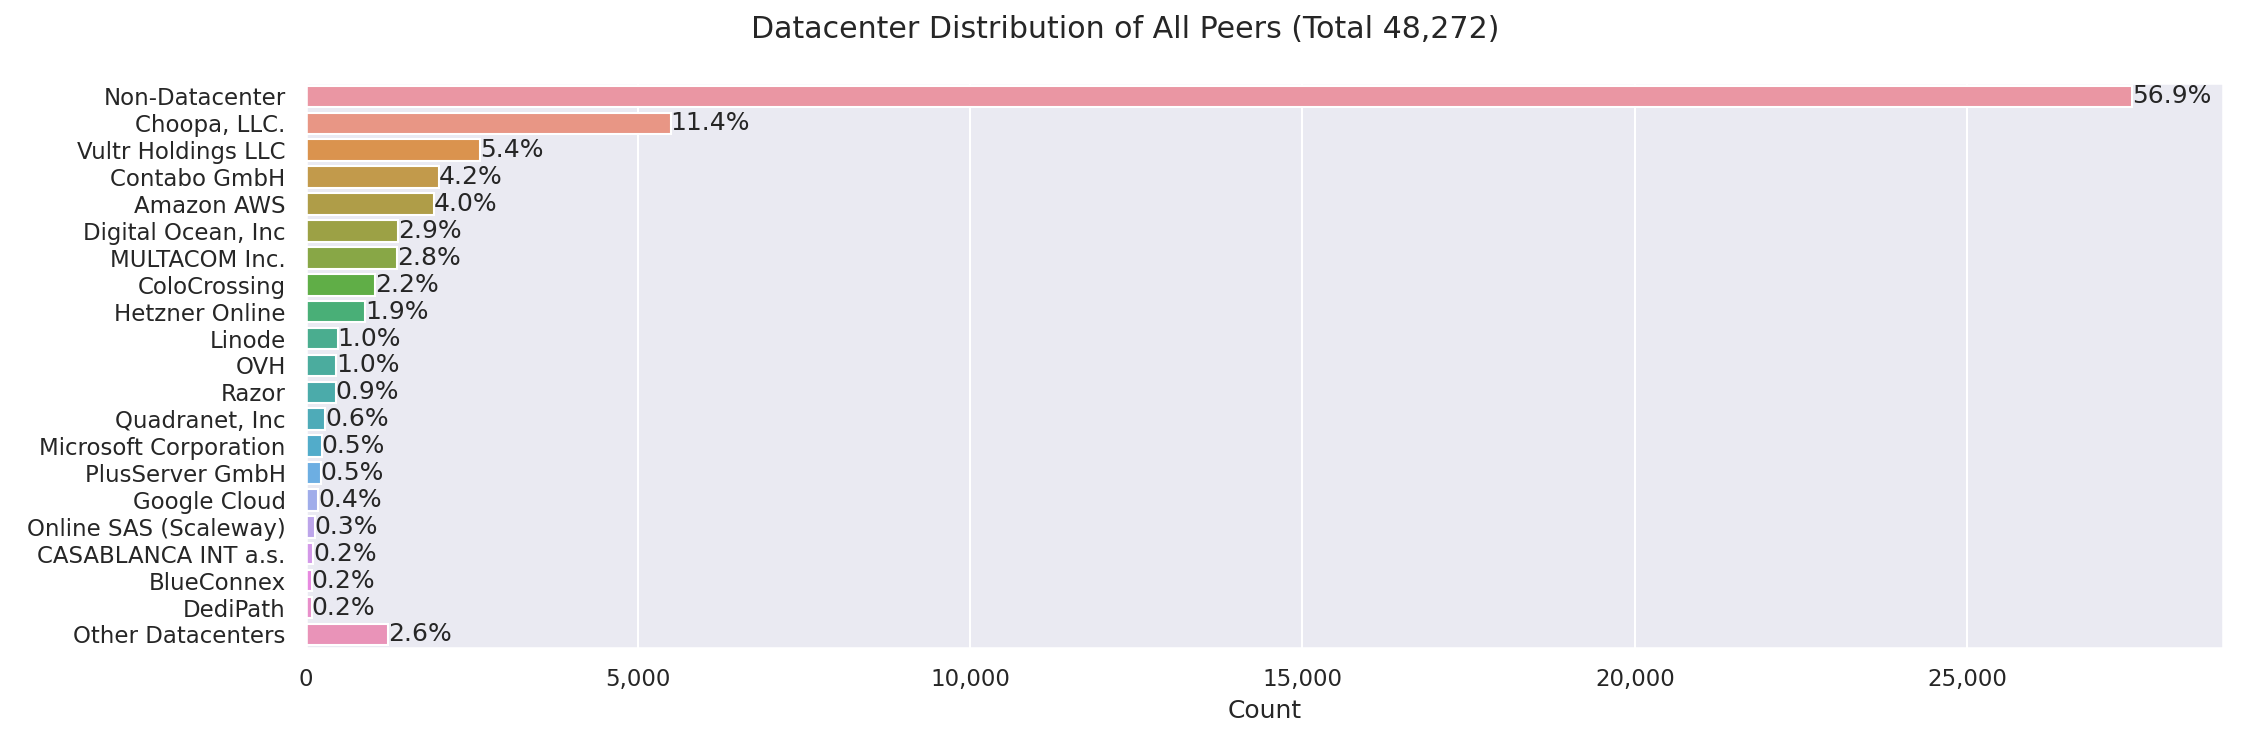 Datacenter Distribution of All Peers (Total 48,272)
Non-Datacenter 56.9%
Choopa, LLC. 11.4%
Vultr Holdings LLC 5.4%
Contabo GmbH 4.2%
Amazon AWS 4.0%
Digital Ocean, Inc 2.9%
MULTACOM Inc. 2.8%
ColoCrossing 2.2%
Hetzner Online 1.9%
Linode 1.0%
OVH 1.0%
Razor 0.9%
Quadranet, Inc 0.6%
Microsoft Corporation 0.5%
PlusServer GmbH 0.5%
Google Cloud 0.4%
Online SAS (Scaleway) 0.3%
CASABLANCA INT a.s. 0.2%
BlueConnex 0.2%
DediPath 0.2%
Other Datacenters 2.6%
0 5,000 10,000 15,000 20,000 25,000
Count